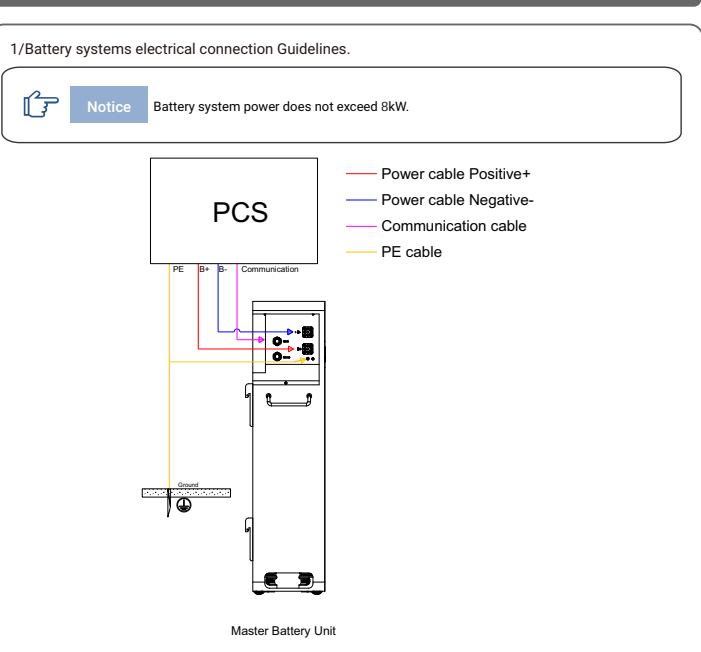 1/Battery systems electrical connection Guidelines.
Notice Battery system power does not exceed 8kW.
PCS
Power cable Positive+
Power cable Negative-
Communication cable
PE cable
PE B+ B- Communication
Ground
Master Battery Unit